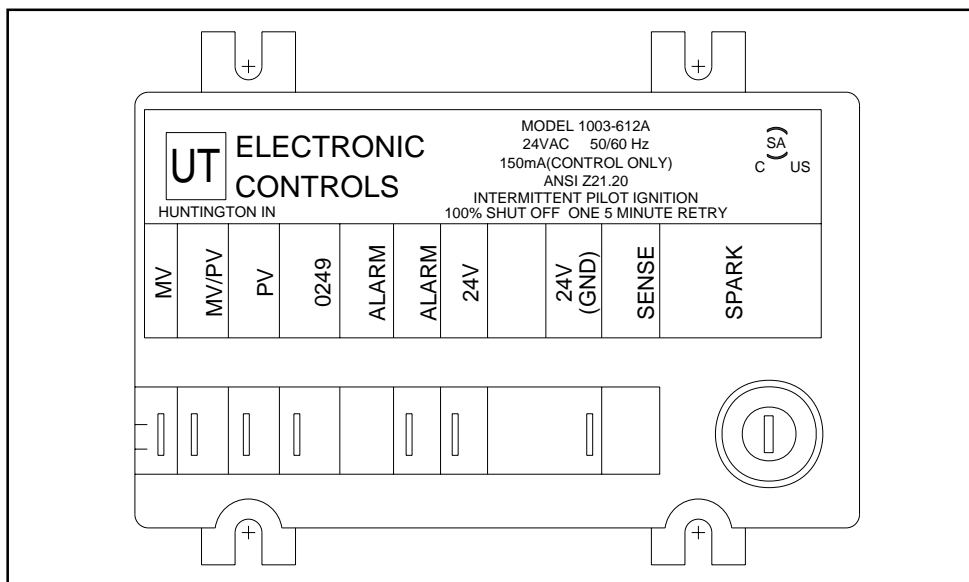 UT
ELECTRONIC
CONTROLS
HUNTINGTON IN
MODEL 1003-612A
24VAC 50/60 Hz
150mA(CONTROL ONLY)
ANSI Z21.20
INTERMITTENT PILOT IGNITION
100% SHUT OFF ONE 5 MINUTE RETRY
SA
C US
MV
MV/PV
PV
0249
ALARM
ALARM
24V
24V
(GND)
SENSE
SPARK